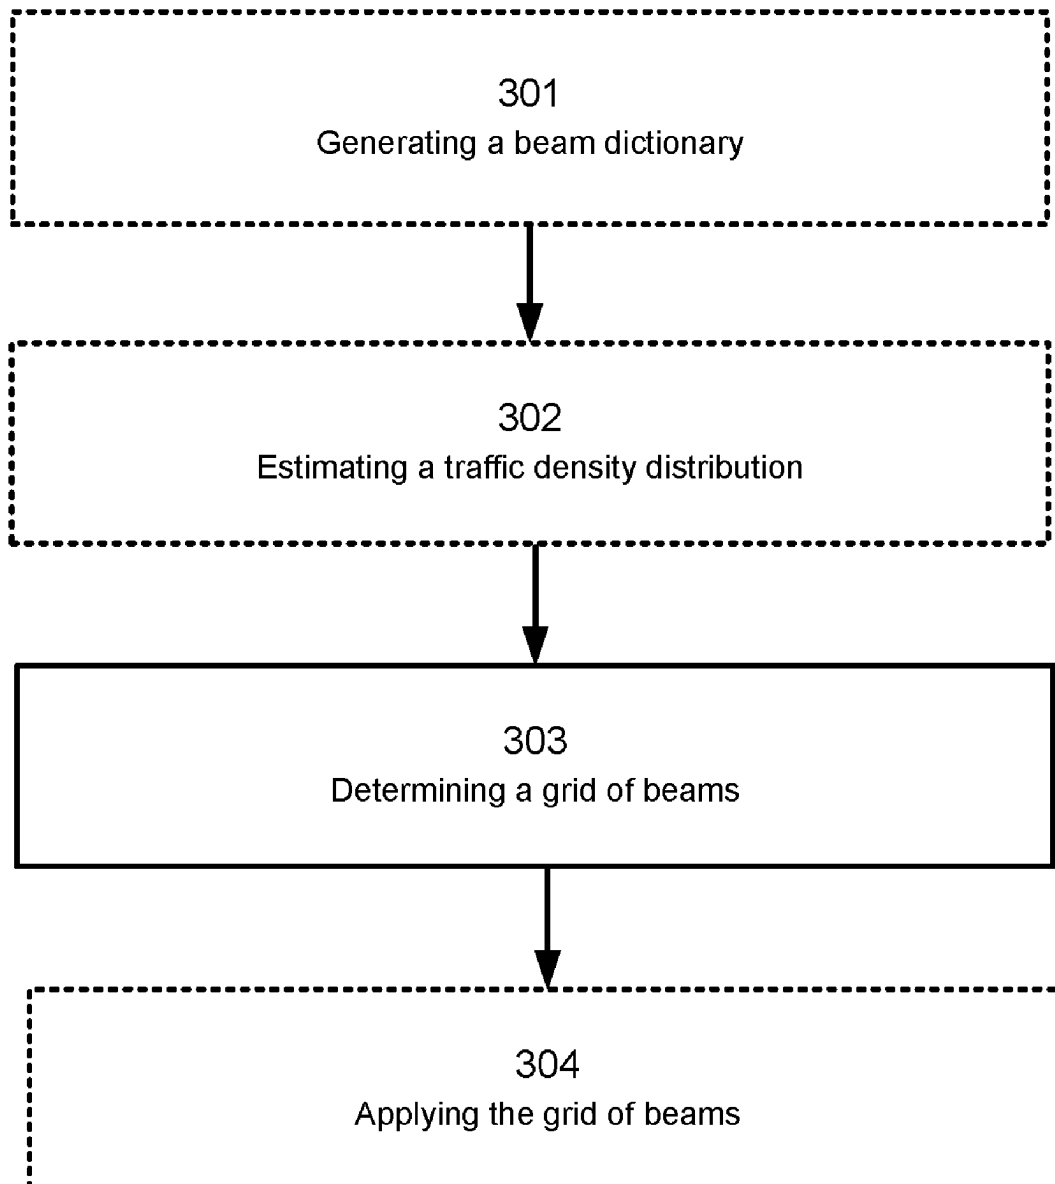 301
Generating a beam dictionary
302
Estimating a traffic density distribution
303
Determining a grid of beams
304
Applying the grid of beams